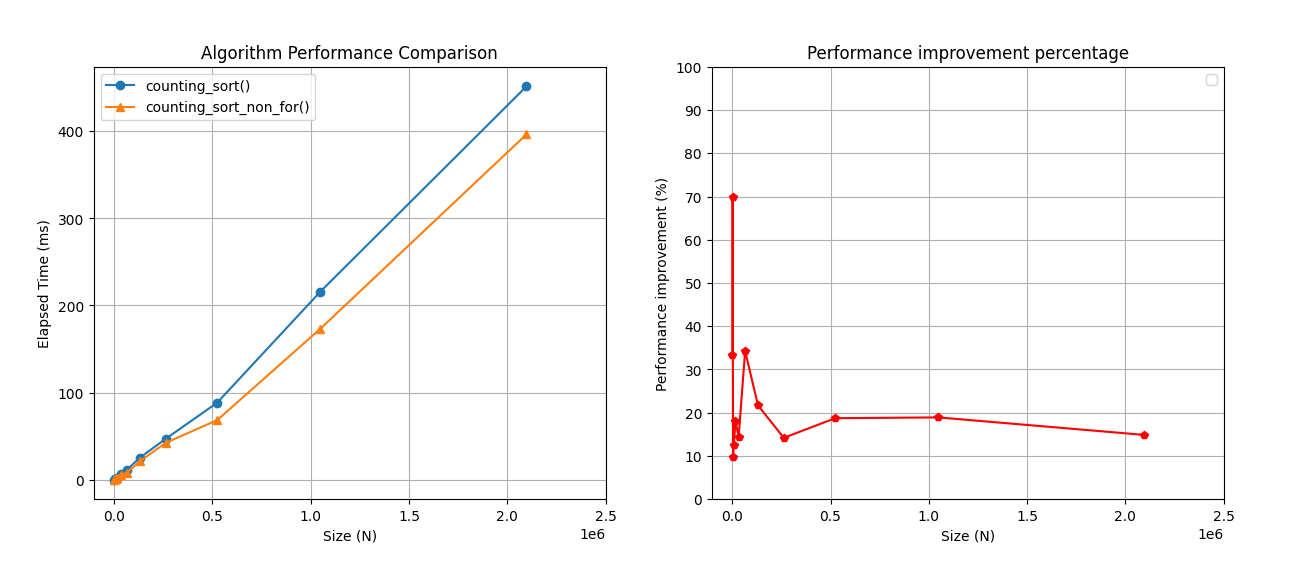 Algorithm Performance Comparison
counting_sort()
counting_sort_non_for()
Elapsed Time (ms)
400
300
200
100
0
0.0 0.5 1.0 1.5 2.0 2.5
1e6
Size (N)
Performance improvement percentage
Performance improvement (%)
100
90
80
70
60
50
40
30
20
10
0
0.0 0.5 1.0 1.5 2.0 2.5
1e6
Size (N)